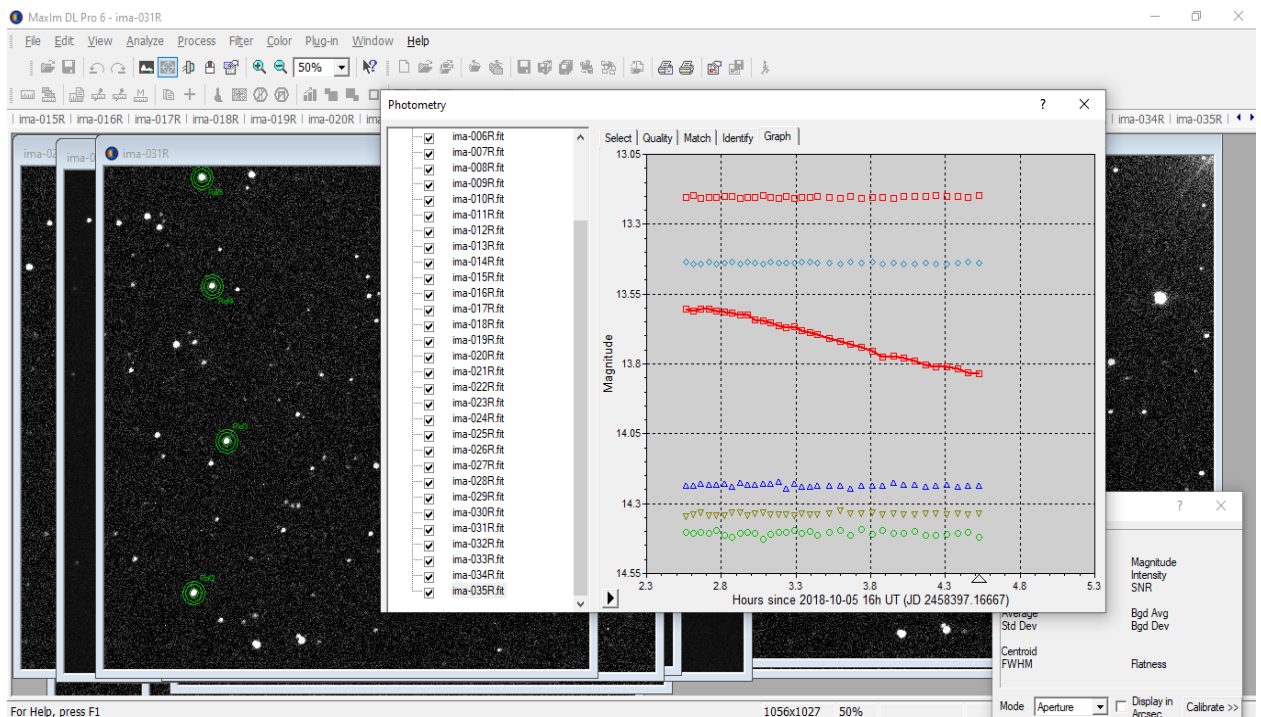 MaxIm DL Pro 6 - ima-031R
File Edit View Analyze Process Filter Color Plug-in Window Help
50%
ima-015R ima-016R ima-017R ima-018R ima-019R ima-020R ima
ima-034R ima-035R
ima-02
ima-0
ima-031R
Ref4
Ref3
Ref2
Photometry
?
ima-006R.fit
ima-007R.fit
ima-008R.fit
ima-009R.fit
ima-010R.fit
ima-011R.fit
ima-012R.fit
ima-013R.fit
ima-014R.fit
ima-015R.fit
ima-016R.fit
ima-017R.fit
ima-018R.fit
ima-019R.fit
ima-020R.fit
ima-021R.fit
ima-022R.fit
ima-023R.fit
ima-024R.fit
ima-025R.fit
ima-026R.fit
ima-027R.fit
ima-028R.fit
ima-029R.fit
ima-030R.fit
ima-031R.fit
ima-032R.fit
ima-033R.fit
ima-034R.fit
ima-035R.fit
Select Quality Match Identify Graph
13.05
13.3
13.55
13.8
14.05
14.3
14.55
Magnitude
2.3 2.8 3.3 3.8 4.3 4.8 5.3
Hours since 2018-10-05 16h UT (JD 2458397.16667)
?
Magnitude
Intensity
SNR
Average Bgd Avg
Std Dev Bgd Dev
Centroid
FWHM Flatness
Mode Aperture Display in Arcsec Calibrate >>
For Help, press F1
1056x1027 50%